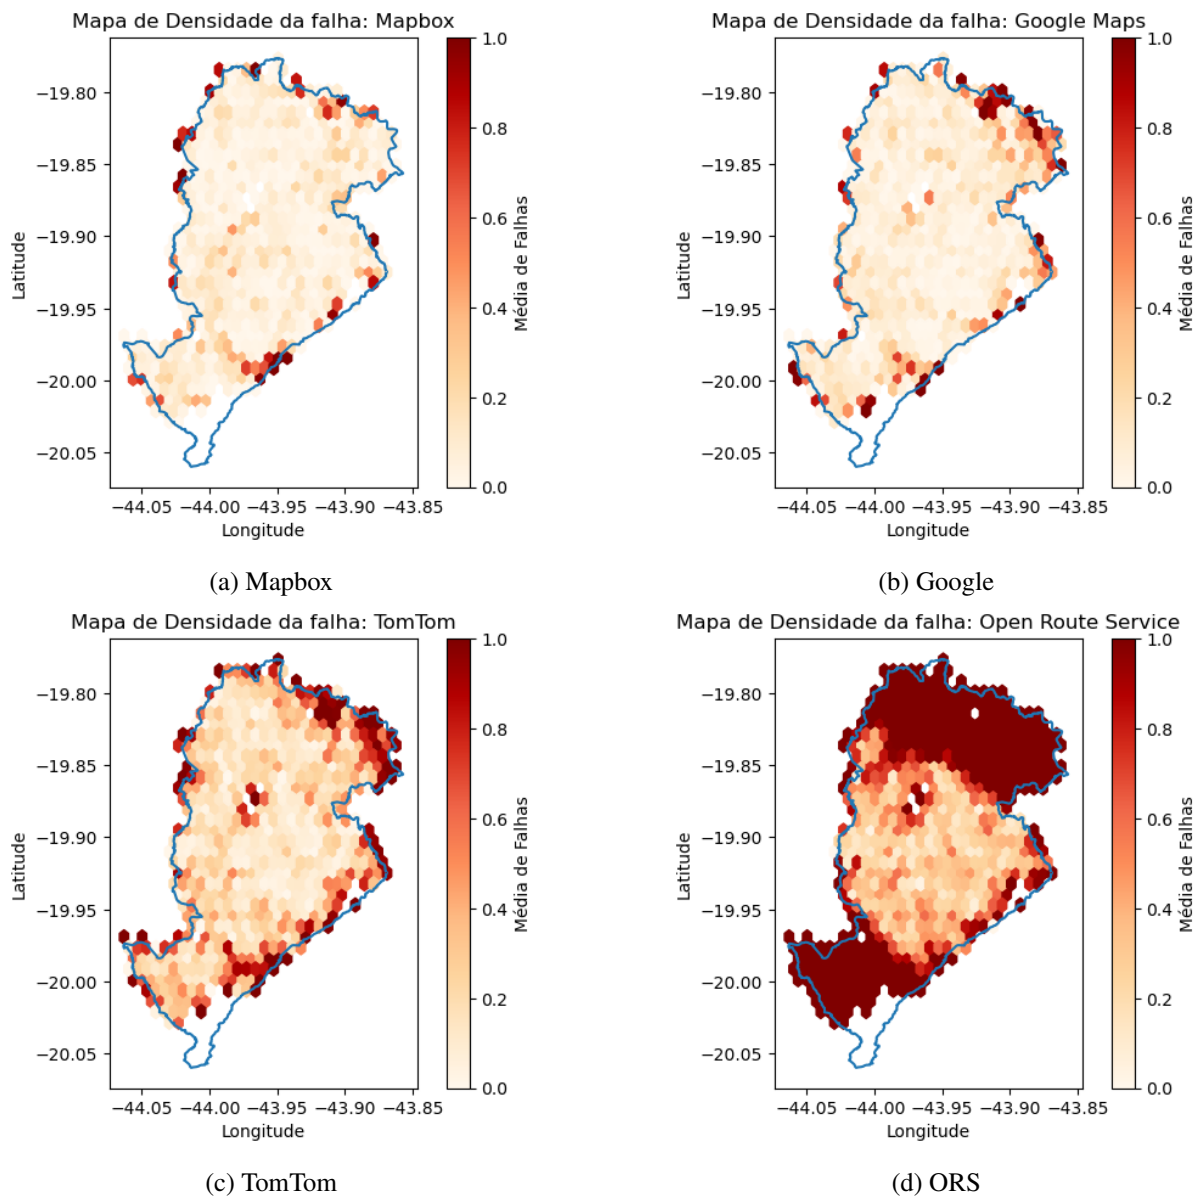 Mapa de Densidade da falha: Mapbox
1.0
0.8
0.6
0.4
0.2
0.0
Média de Falhas
−19.80
−19.85
−19.90
−19.95
−20.00
−20.05
Latitude
−44.05 −44.00 −43.95 −43.90 −43.85
Longitude
(a) Mapbox
Mapa de Densidade da falha: Google Maps
1.0
0.8
0.6
0.4
0.2
0.0
Média de Falhas
−19.80
−19.85
−19.90
−19.95
−20.00
−20.05
Latitude
−44.05 −44.00 −43.95 −43.90 −43.85
Longitude
(b) Google
Mapa de Densidade da falha: TomTom
1.0
0.8
0.6
0.4
0.2
0.0
Média de Falhas
−19.80
−19.85
−19.90
−19.95
−20.00
−20.05
Latitude
−44.05 −44.00 −43.95 −43.90 −43.85
Longitude
(c) TomTom
Mapa de Densidade da falha: Open Route Service
1.0
0.8
0.6
0.4
0.2
0.0
Média de Falhas
−19.80
−19.85
−19.90
−19.95
−20.00
−20.05
Latitude
−44.05 −44.00 −43.95 −43.90 −43.85
Longitude
(d) ORS